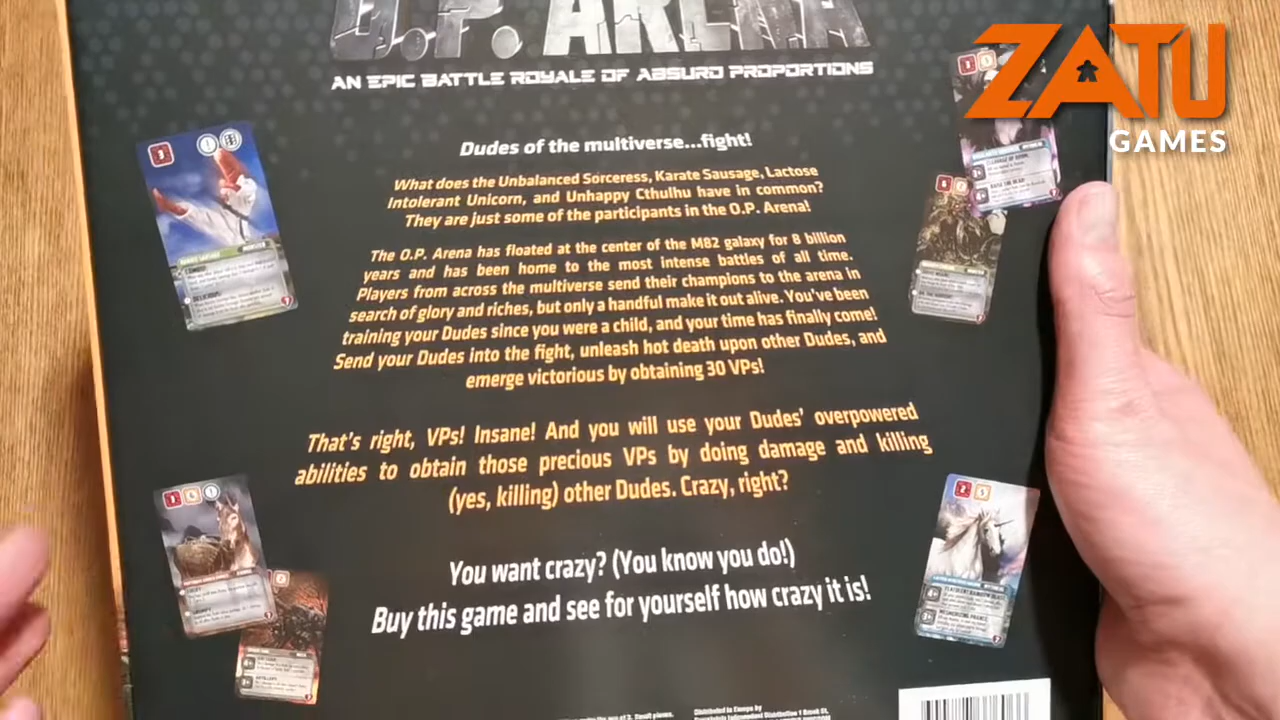 O.P. ARENA
AN EPIC BATTLE ROYALE OF ABSURD PROPORTIONS
ZATU
GAMES
Dudes of the multiverse...fight!
What does the Unbalanced Sorceress, Karate Sausage, Lactose
Intolerant Unicorn, and Unhappy Cthulhu have in common?
They are just some of the participants in the O.P. Arena!
The O.P. Arena has floated at the center of the M82 galaxy for 8 billion
years and has been home to the most intense battles of all time.
Players from across the multiverse send their champions to the arena in
search of glory and riches, but only a handful make it out alive. You've been
training your Dudes since you were a child, and your time has finally come!
Send your Dudes into the fight, unleash hot death upon other Dudes, and
emerge victorious by obtaining 30 VPs!
That's right, VPs! Insane! And you will use your Dudes' overpowered
abilities to obtain those precious VPs by doing damage and killing
(yes, killing) other Dudes. Crazy, right?
You want crazy? (You know you do!)
Buy this game and see for yourself how crazy it is!
Distributed in Europe by